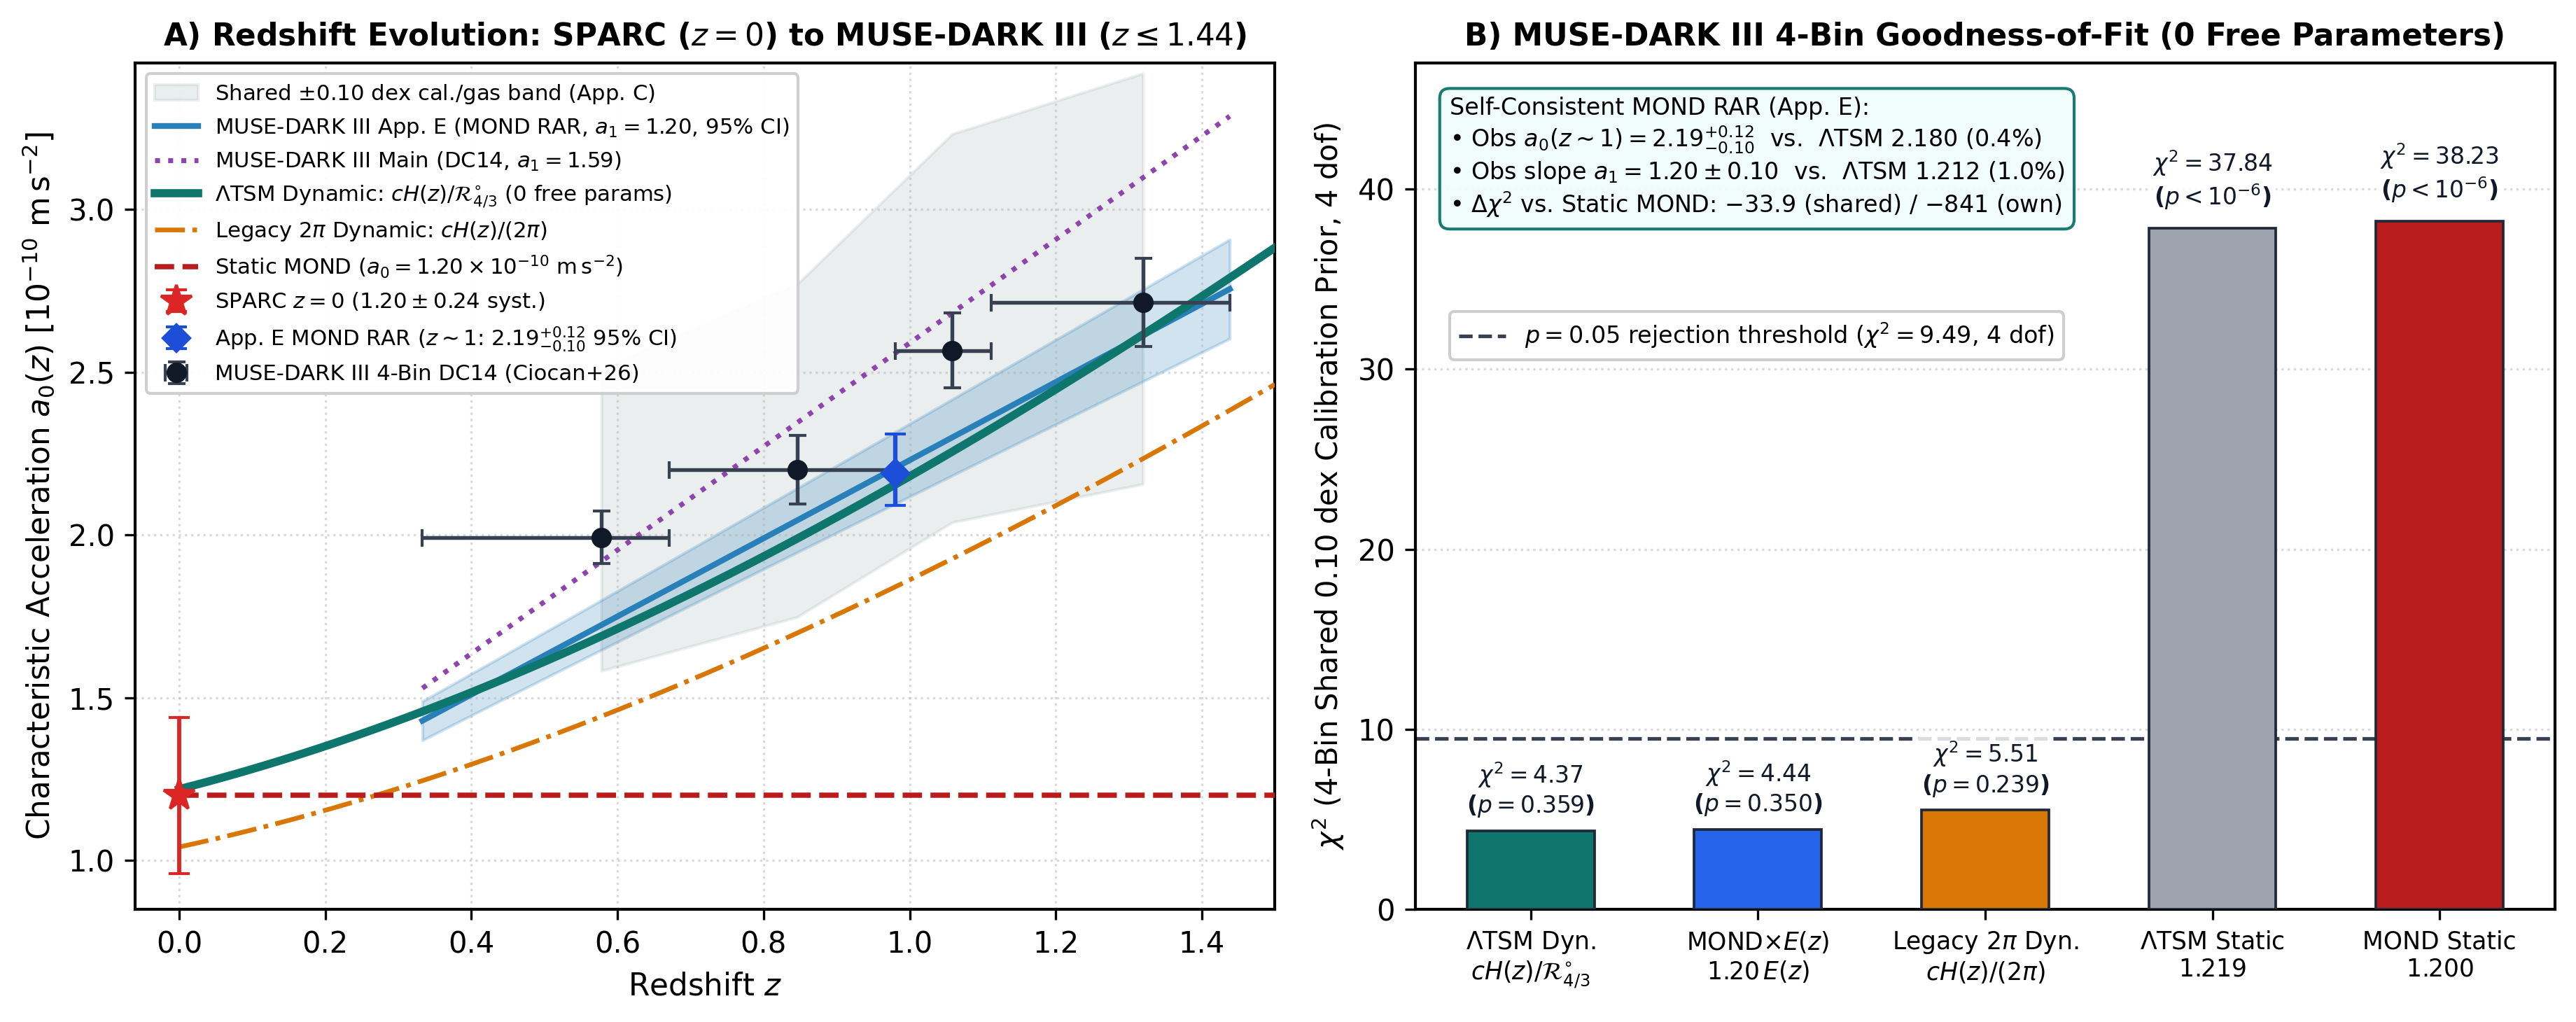 A) Redshift Evolution: SPARC (z = 0) to MUSE-DARK III (z ≤ 1.44)
Characteristic Acceleration a₀(z) [10⁻¹⁰ m s⁻²]
3.0
2.5
2.0
1.5
1.0
Shared ±0.10 dex cal./gas band (App. C)
MUSE-DARK III App. E (MOND RAR, a₁ = 1.20, 95% CI)
MUSE-DARK III Main (DC14, a₁ = 1.59)
ΛTSM Dynamic: cH(z)/ℛ°₄/₃ (0 free params)
Legacy 2π Dynamic: cH(z)/(2π)
Static MOND (a₀ = 1.20 × 10⁻¹⁰ m s⁻²)
SPARC z = 0 (1.20 ± 0.24 syst.)
App. E MOND RAR (z ~ 1: 2.19⁺⁰·¹²₋₀.₁₀ 95% CI)
MUSE-DARK III 4-Bin DC14 (Ciocan+26)
0.0 0.2 0.4 0.6 0.8 1.0 1.2 1.4
Redshift z
B) MUSE-DARK III 4-Bin Goodness-of-Fit (0 Free Parameters)
χ² (4-Bin Shared 0.10 dex Calibration Prior, 4 dof)
40
30
20
10
0
Self-Consistent MOND RAR (App. E):
• Obs a₀(z ~ 1) = 2.19⁺⁰·¹²₋₀.₁₀ vs. ΛTSM 2.180 (0.4%)
• Obs slope a₁ = 1.20 ± 0.10 vs. ΛTSM 1.212 (1.0%)
• Δχ² vs. Static MOND: −33.9 (shared) / −841 (own)
p = 0.05 rejection threshold (χ² = 9.49, 4 dof)
χ² = 4.37
(p = 0.359)
χ² = 4.44
(p = 0.350)
χ² = 5.51
(p = 0.239)
χ² = 37.84
(p < 10⁻⁶)
χ² = 38.23
(p < 10⁻⁶)
ΛTSM Dyn.
cH(z)/ℛ°₄/₃
MOND×E(z)
1.20 E(z)
Legacy 2π Dyn.
cH(z)/(2π)
ΛTSM Static
1.219
MOND Static
1.200